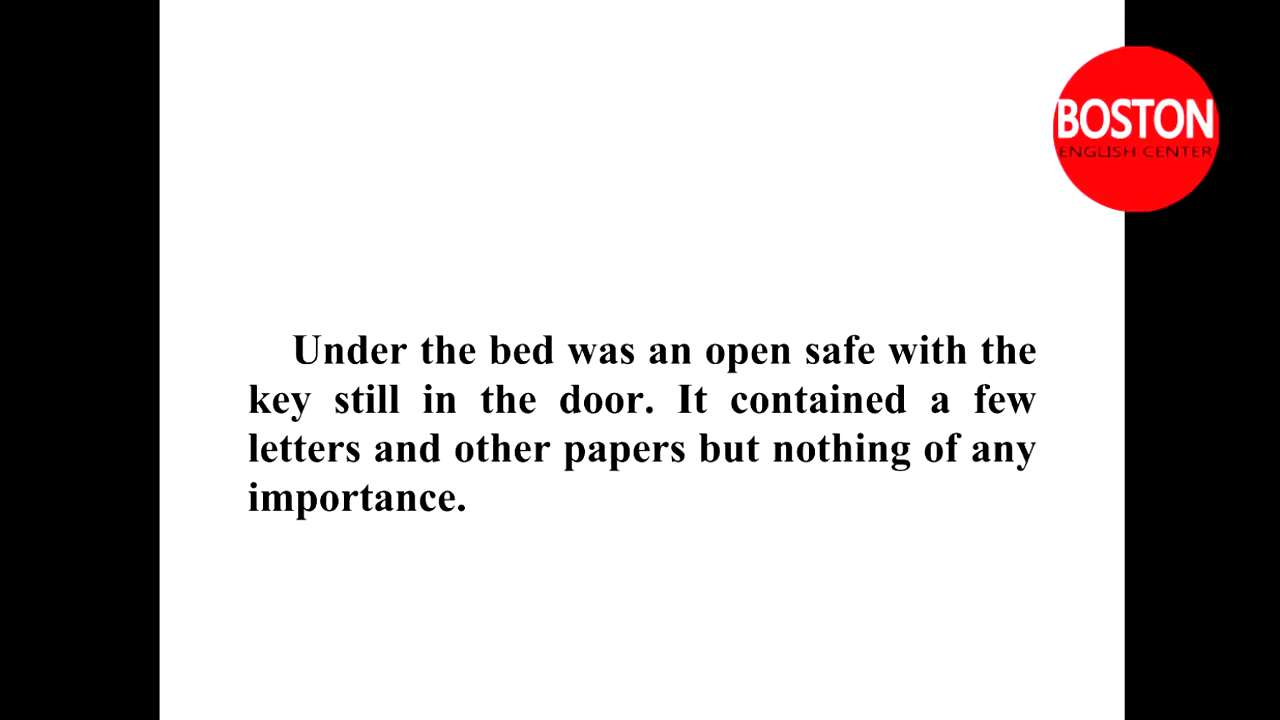 BOSTON
ENGLISH CENTER
Under the bed was an open safe with the
key still in the door. It contained a few
letters and other papers but nothing of any
importance.